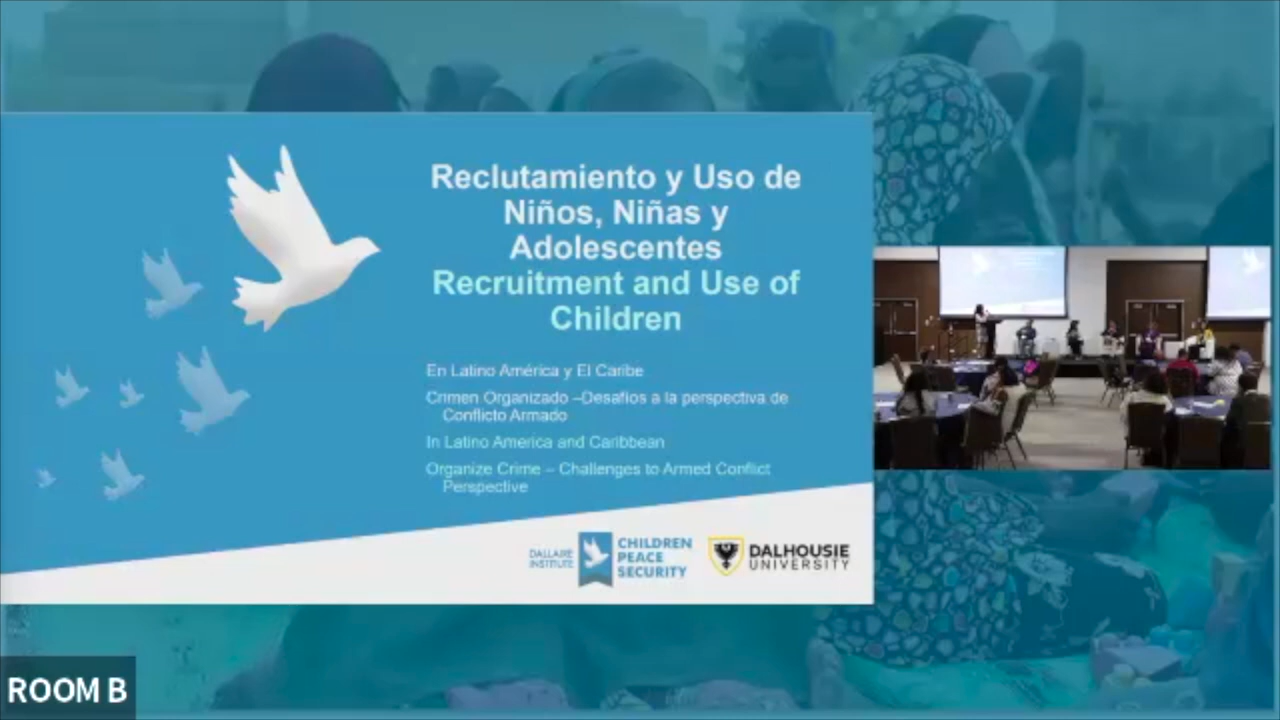 Reclutamiento y Uso de
Niños, Niñas y
Adolescentes
Recruitment and Use of
Children
En Latino América y El Caribe
Crimen Organizado –Desafíos a la perspectiva de
Conflicto Armado
In Latino America and Caribbean
Organize Crime – Challenges to Armed Conflict
Perspective
DALLAIRE
INSTITUTE
CHILDREN
PEACE
SECURITY
DALHOUSIE
UNIVERSITY
ROOM B